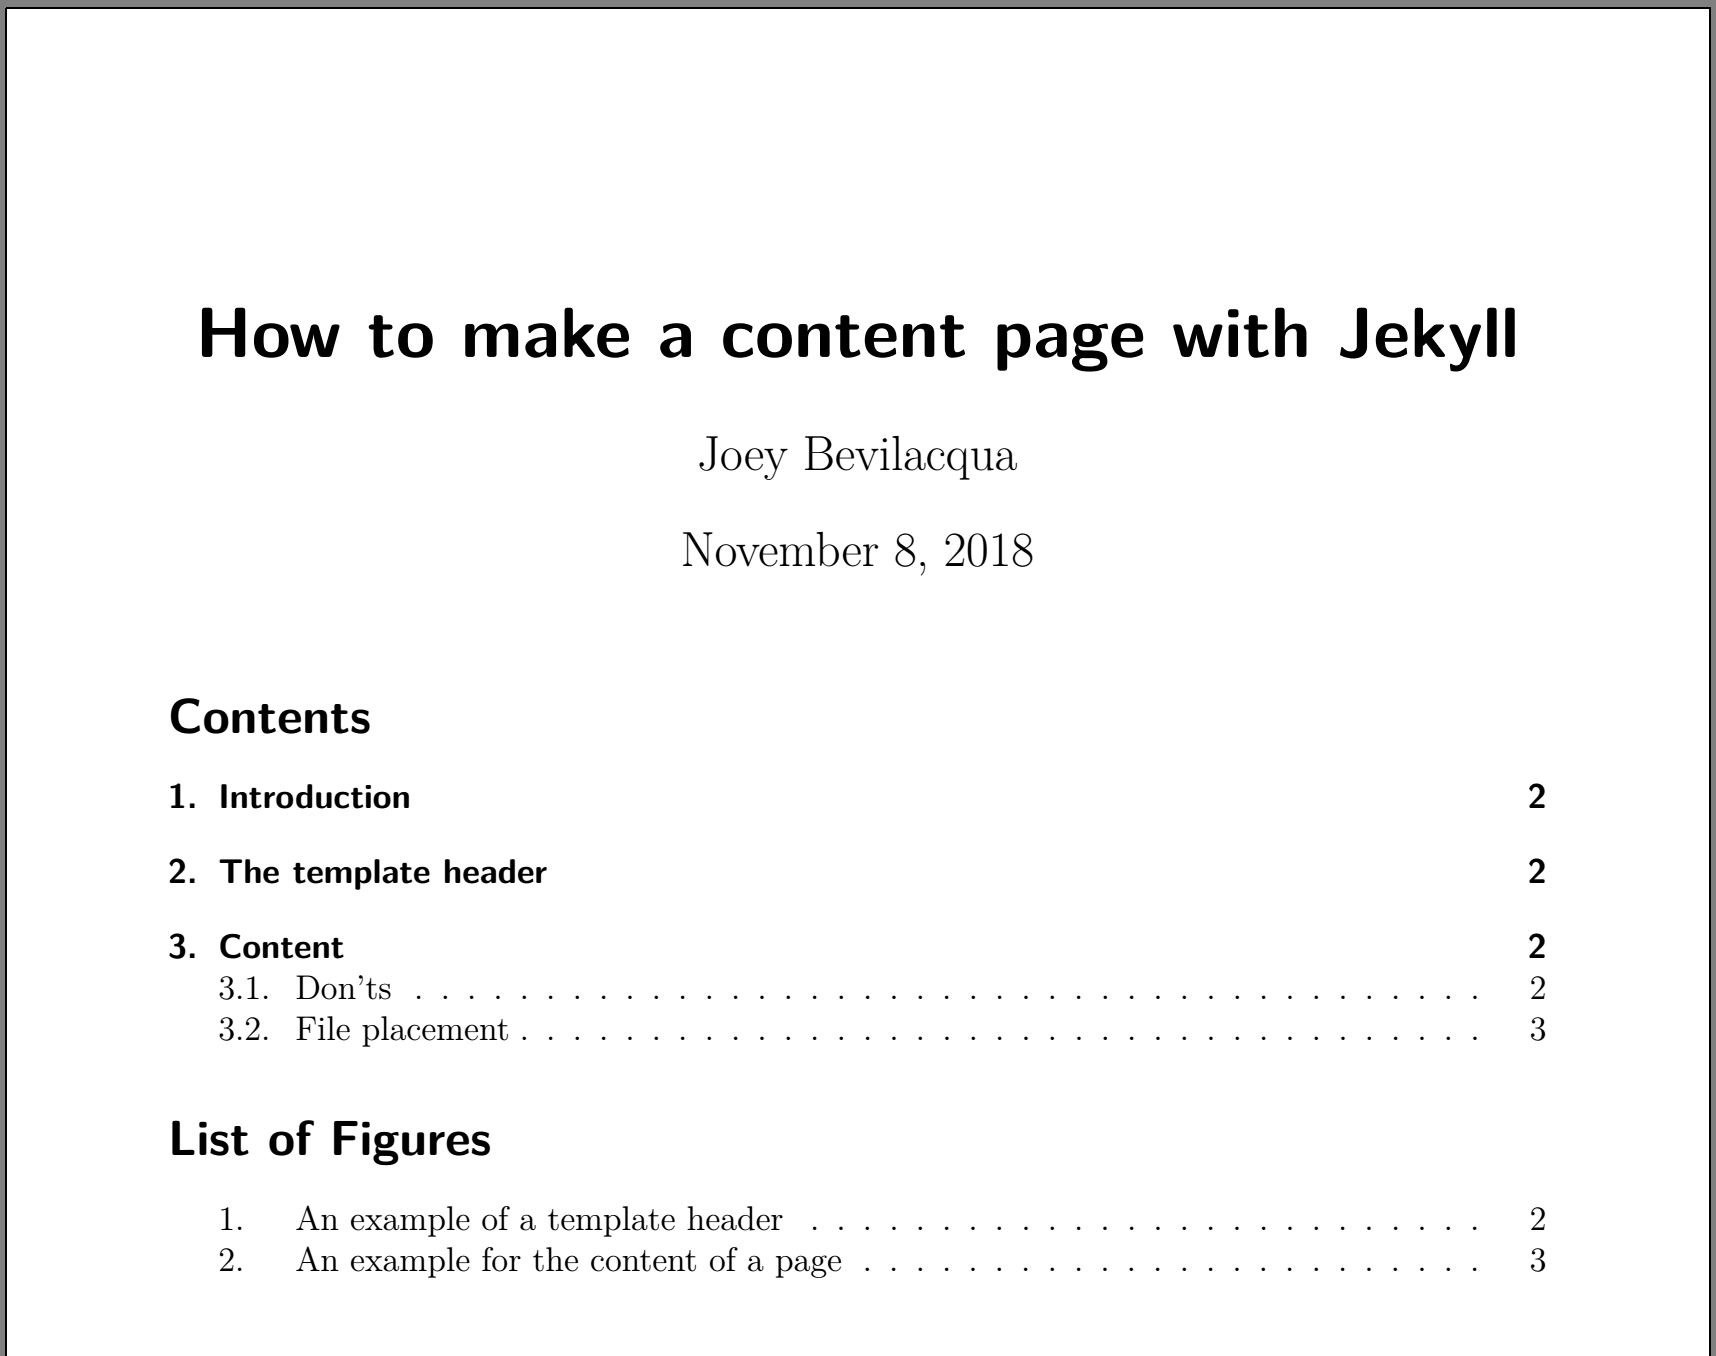 How to make a content page with Jekyll
Joey Bevilacqua
November 8, 2018
Contents
1. Introduction 2
2. The template header 2
3. Content 2
3.1. Don'ts . . . . . . . . . . . . . . . . . . . . . . . . . . . . . . . . . . . . . . . . . 2
3.2. File placement . . . . . . . . . . . . . . . . . . . . . . . . . . . . . . . . . . . . . 3
List of Figures
1. An example of a template header . . . . . . . . . . . . . . . . . . . . . . . . . . 2
2. An example for the content of a page . . . . . . . . . . . . . . . . . . . . . . . . 3